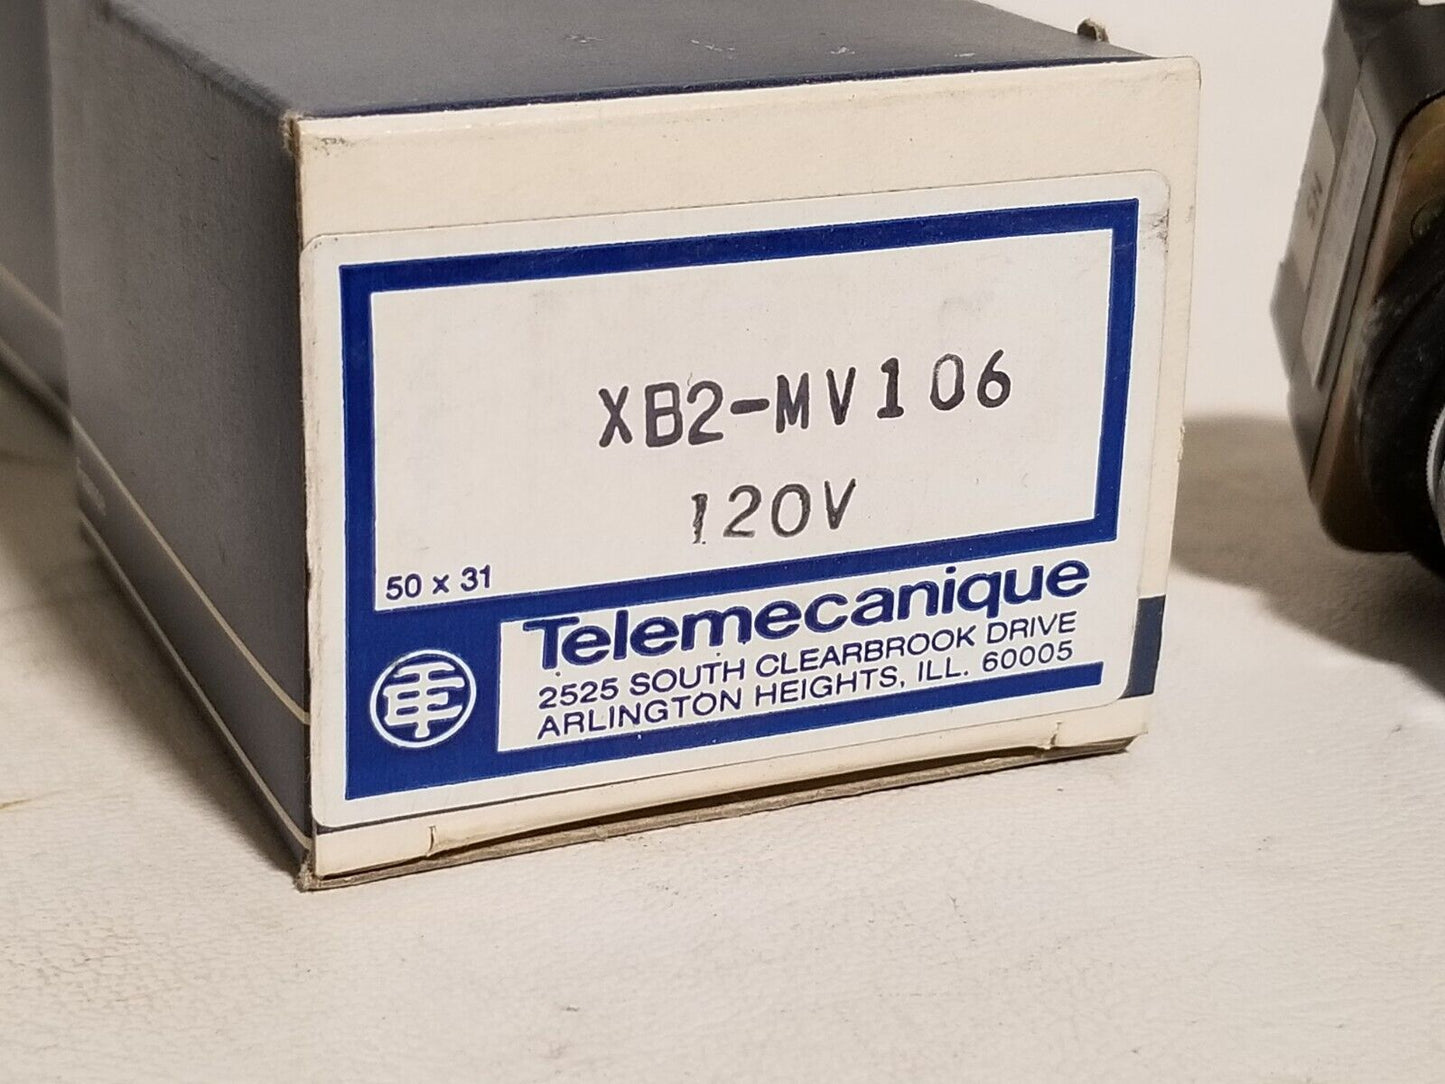 XB2-MV106
120V
50 x 31
Telemecanique
2525 SOUTH CLEARBROOK DRIVE
ARLINGTON HEIGHTS, ILL. 60005